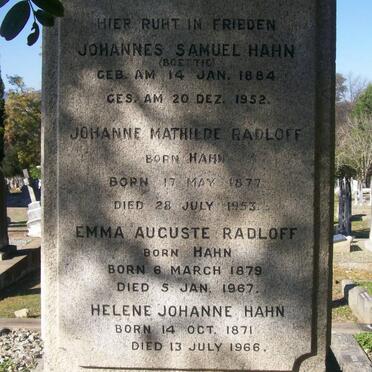 HIER RUHT IN FRIEDEN
JOHANNES SAMUEL HAHN
(BOETTIE)
GEB. AM 14 JAN. 1884
GES. AM 20 DEZ. 1952.
JOHANNE MATHILDE RADLOFF
BORN HAHN
BORN 17 MAY 1877
DIED 28 JULY 1953.
EMMA AUGUSTE RADLOFF
BORN HAHN
BORN 6 MARCH 1879
DIED 5 JAN. 1967.
HELENE JOHANNE HAHN
BORN 14 OCT. 1871
DIED 13 JULY 1966.